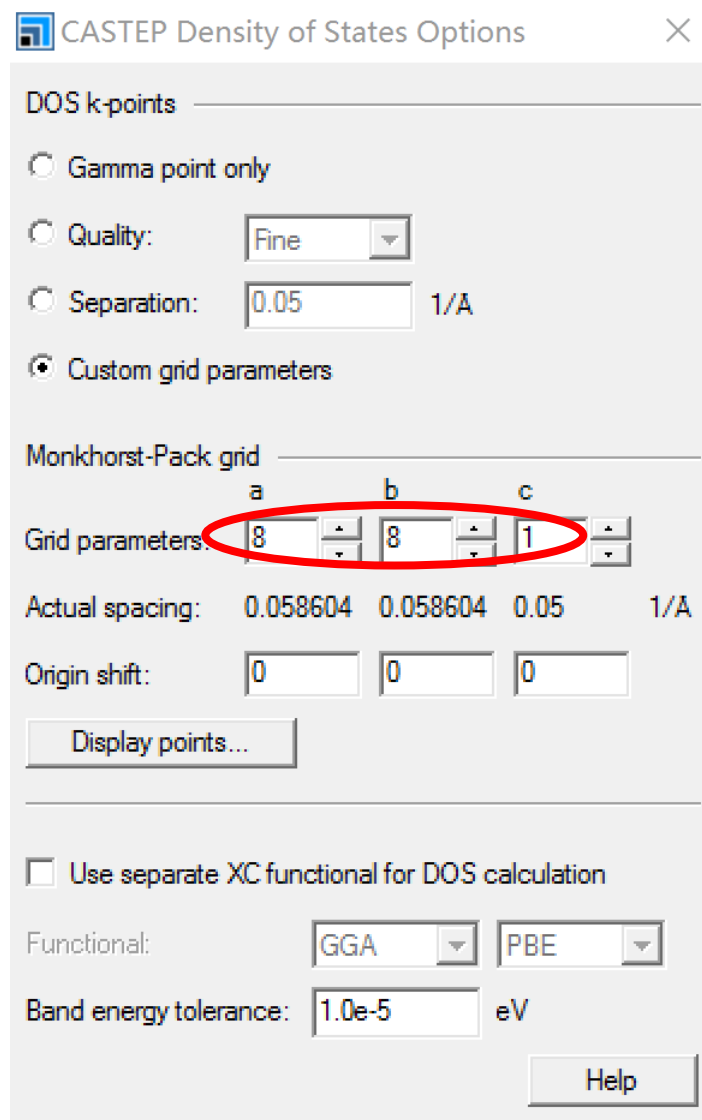 CASTEP Density of States Options
DOS k-points
Gamma point only
Quality: Fine
Separation: 0.05 1/Å
Custom grid parameters
Monkhorst-Pack grid
a b c
Grid parameters: 8 8 1
Actual spacing: 0.058604 0.058604 0.05 1/Å
Origin shift: 0 0 0
Display points...
Use separate XC functional for DOS calculation
Functional: GGA PBE
Band energy tolerance: 1.0e-5 eV
Help